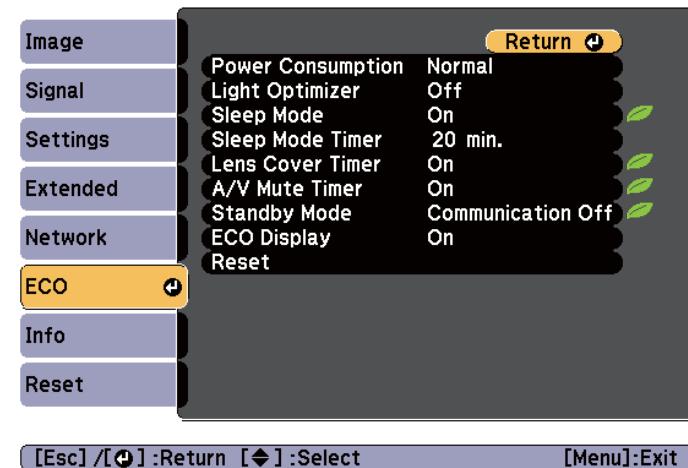 Image
Signal
Settings
Extended
Network
ECO
Info
Reset
Return
Power Consumption Normal
Light Optimizer Off
Sleep Mode On
Sleep Mode Timer 20 min.
Lens Cover Timer On
A/V Mute Timer On
Standby Mode Communication Off
ECO Display On
Reset
[Esc] /[⏎] :Return [◆] :Select [Menu]:Exit